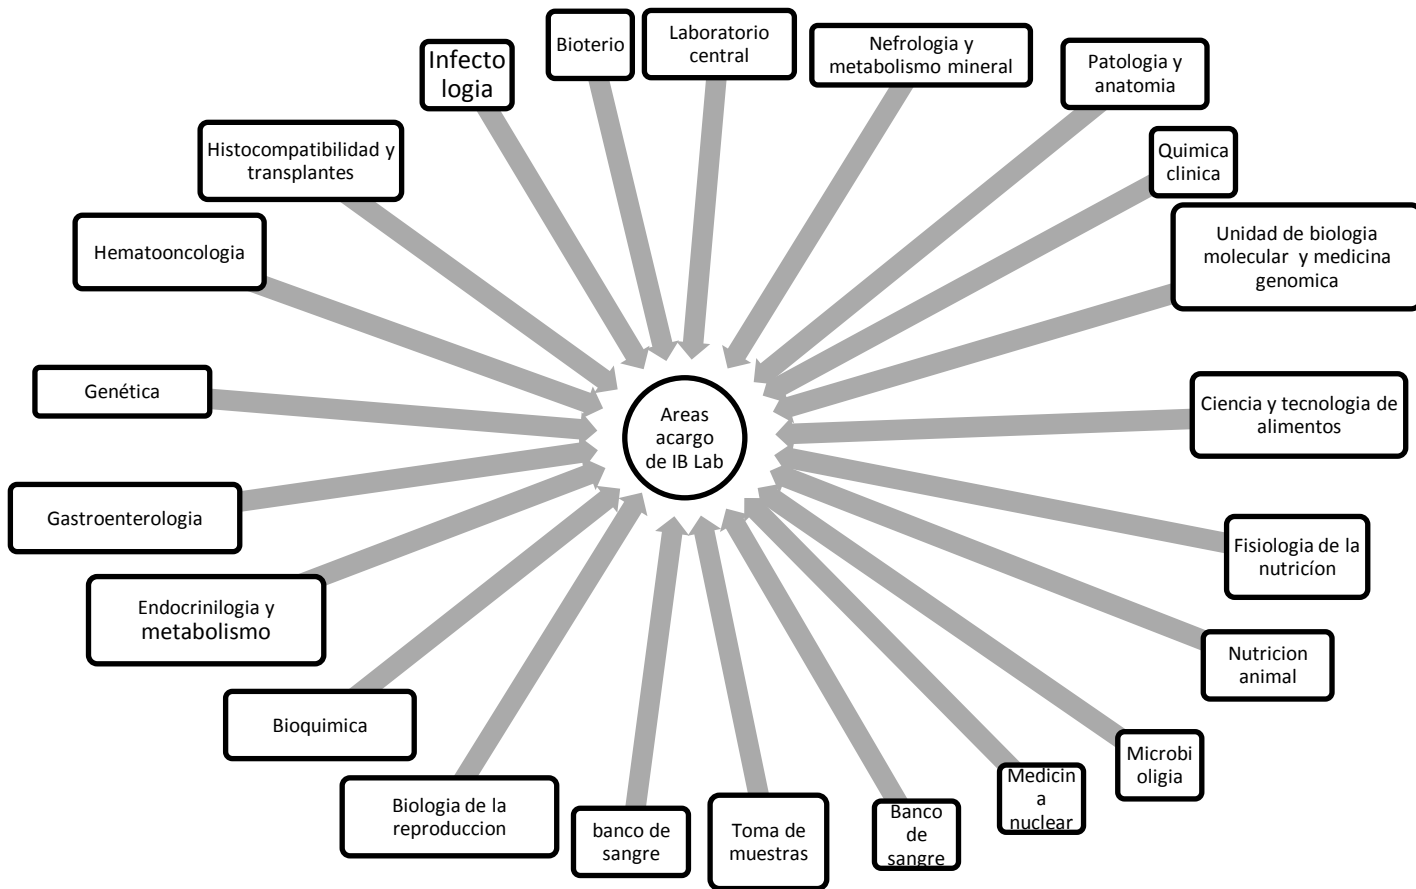 Laboratorio
central
Nefrologia y
metabolismo mineral
Patologia y
anatomia
Quimica
clinica
Unidad de biologia
molecular  y medicina
genomica
Ciencia y tecnologia de
alimentos
Fisiologia de la
nutricíon
Nutricion
animal
Microbi
oligia
Medicin
a
nuclear
Banco
de
sangre
Toma de
muestras
banco de
sangre
Biologia de la
reproduccion
Bioquimica
Endocrinilogia y
metabolismo
Gastroenterologia
Genética
Hematooncologia
Histocompatibilidad y
transplantes
Infecto
logia
Bioterio
Areas
acargo
de IB Lab